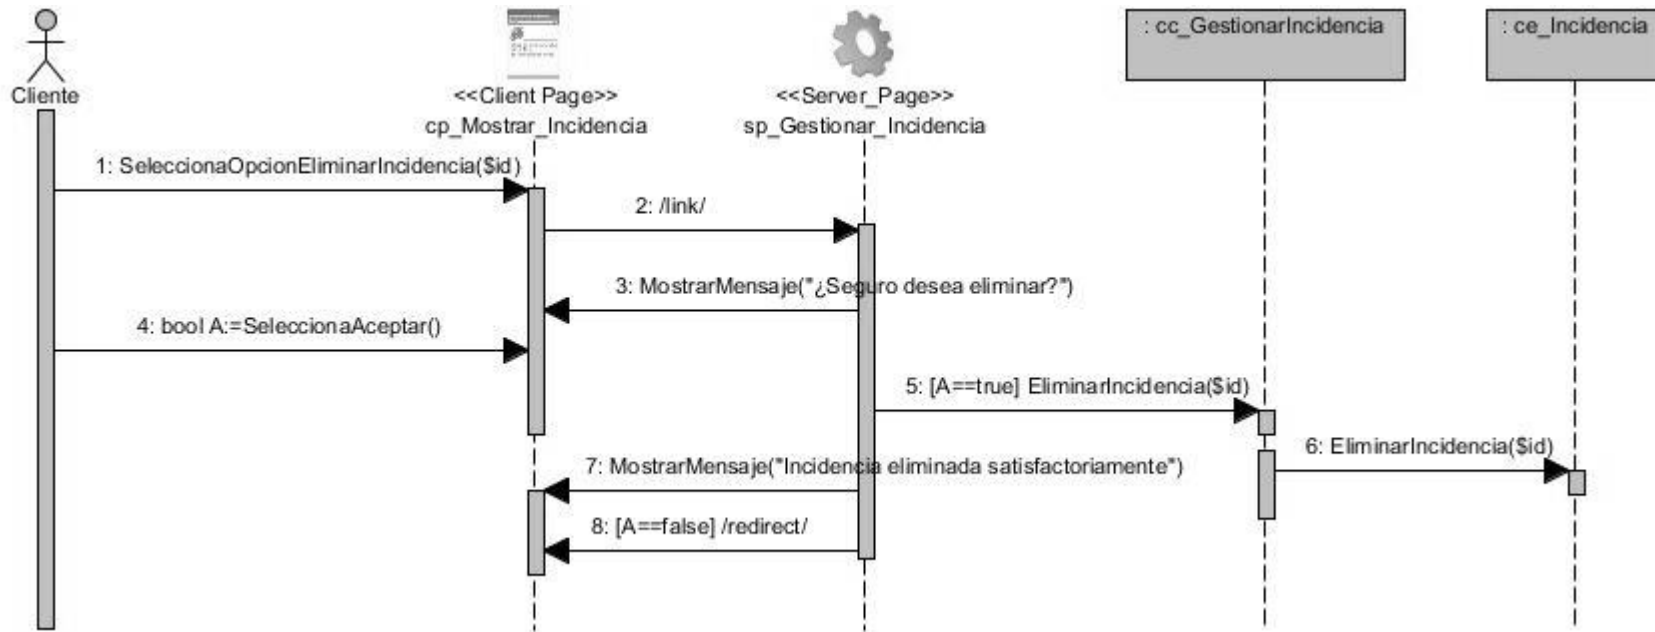 : cc_GestionarIncidencia
: ce_Incidencia
Cliente
<<Client Page>>
cp_Mostrar_Incidencia
<<Server_Page>>
sp_Gestionar_Incidencia
1: SeleccionaOpcionEliminarIncidencia($id)
2: /link/
3: MostrarMensaje("¿Seguro desea eliminar?")
4: bool A:=SeleccionaAceptar()
5: [A==true] EliminarIncidencia($id)
6: EliminarIncidencia($id)
7: MostrarMensaje("Incidencia eliminada satisfactoriamente")
8: [A==false] /redirect/